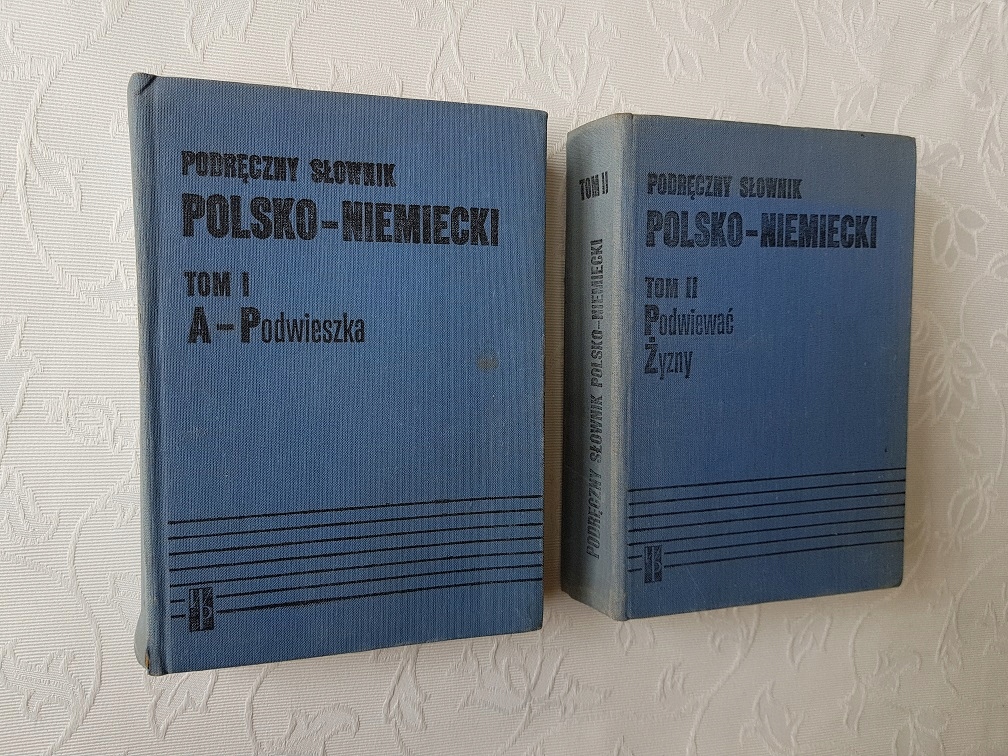 PODRĘCZNY SŁOWNIK
POLSKO-NIEMIECKI
TOM I
A-Podwieszka
TOM II
PODRĘCZNY SŁOWNIK POLSKO-NIEMIECKI
PODRĘCZNY SŁOWNIK
POLSKO-NIEMIECKI
TOM II
Podwiewać
Żyzny